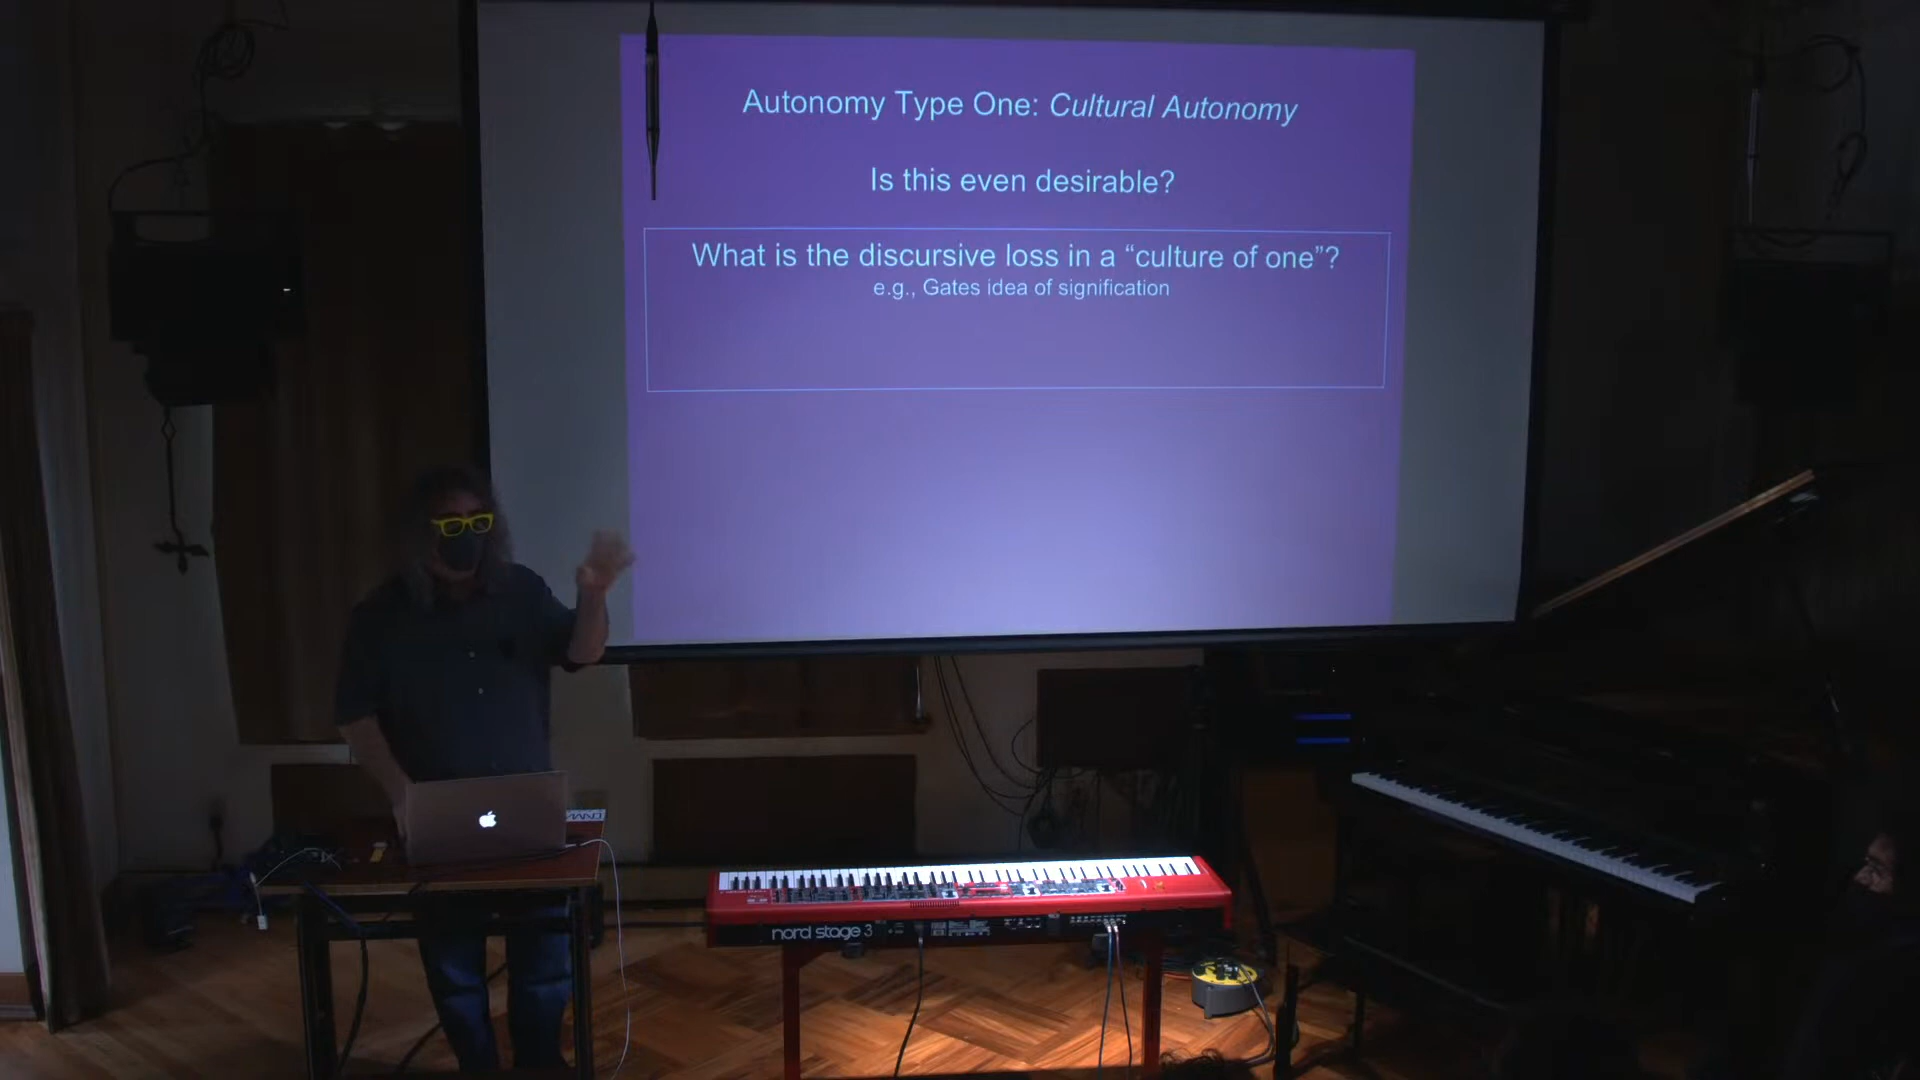 Autonomy Type One: Cultural Autonomy
Is this even desirable?
What is the discursive loss in a “culture of one”?
e.g., Gates idea of signification
nord stage 3